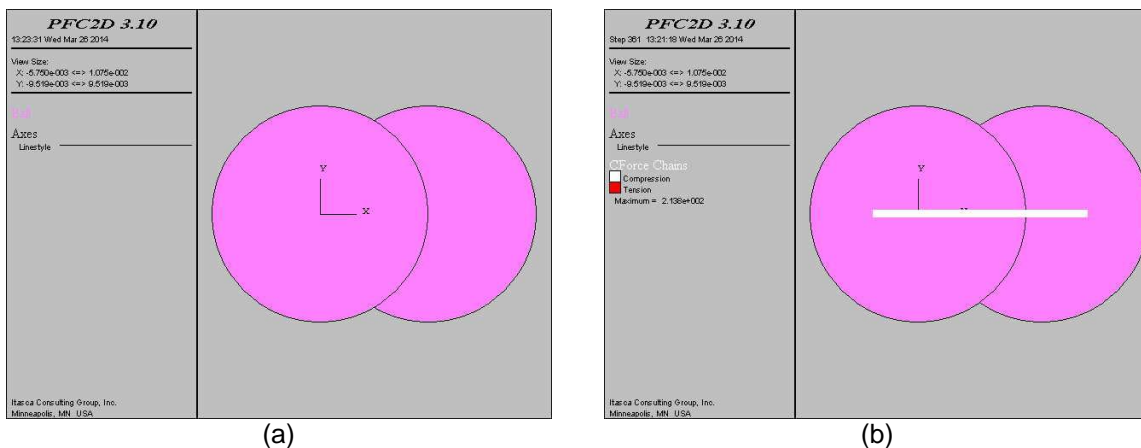 PFC2D 3.10
13:23:31 Wed Mar 26 2014
View Size:
X: -5.750e-003 <=> 1.075e-002
Y: -9.519e-003 <=> 9.519e-003
Ball
Axes
Linestyle
Y
X
Itasca Consulting Group, Inc.
Minneapolis, MN USA
(a)
PFC2D 3.10
Step 361 13:21:18 Wed Mar 26 2014
View Size:
X: -5.750e-003 <=> 1.075e-002
Y: -9.519e-003 <=> 9.519e-003
Ball
Axes
Linestyle
CForce Chains
Compression
Tension
Maximum = 2.138e+002
Y
Itasca Consulting Group, Inc.
Minneapolis, MN USA
(b)